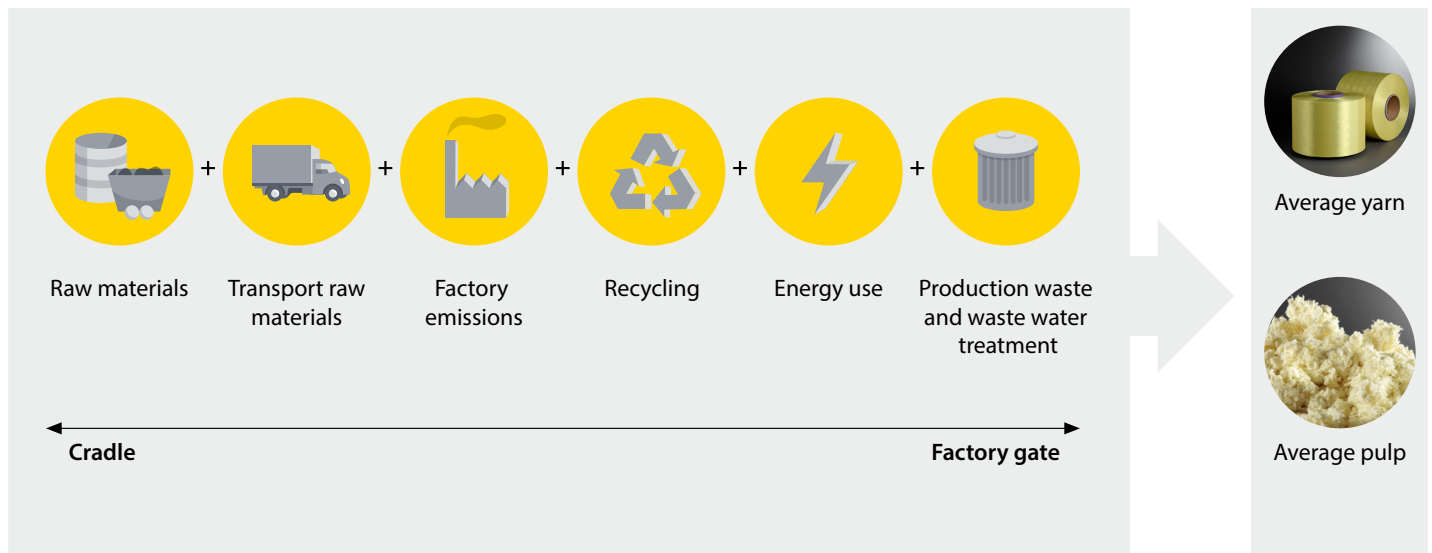 + + + + +
Raw materials
Transport raw
materials
Factory
emissions
Recycling
Energy use
Production waste
and waste water
treatment
Cradle
Factory gate
Average yarn
Average pulp